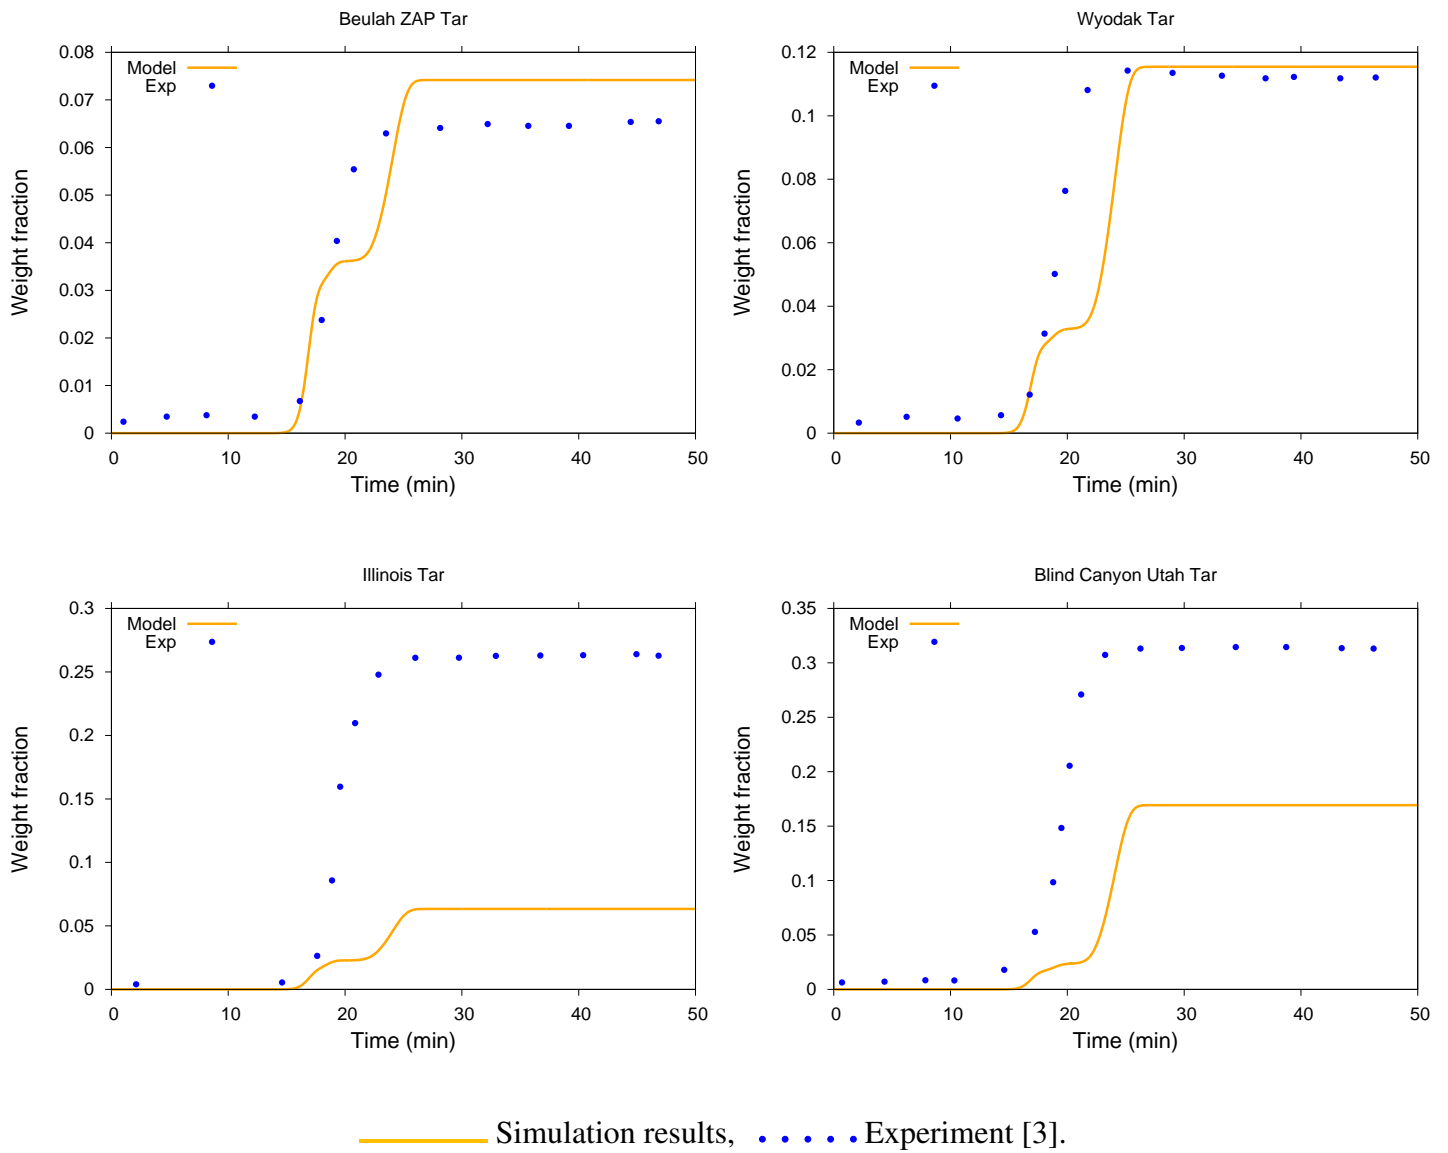 Beulah ZAP Tar
0.08
0.07
0.06
0.05
0.04
0.03
0.02
0.01
0
Weight fraction
Model
Exp
0 10 20 30 40 50
Time (min)
Wyodak Tar
0.12
0.1
0.08
0.06
0.04
0.02
0
Weight fraction
Model
Exp
0 10 20 30 40 50
Time (min)
Illinois Tar
0.3
0.25
0.2
0.15
0.1
0.05
0
Weight fraction
Model
Exp
0 10 20 30 40 50
Time (min)
Blind Canyon Utah Tar
0.35
0.3
0.25
0.2
0.15
0.1
0.05
0
Weight fraction
Model
Exp
0 10 20 30 40 50
Time (min)
Simulation results, Experiment [3].